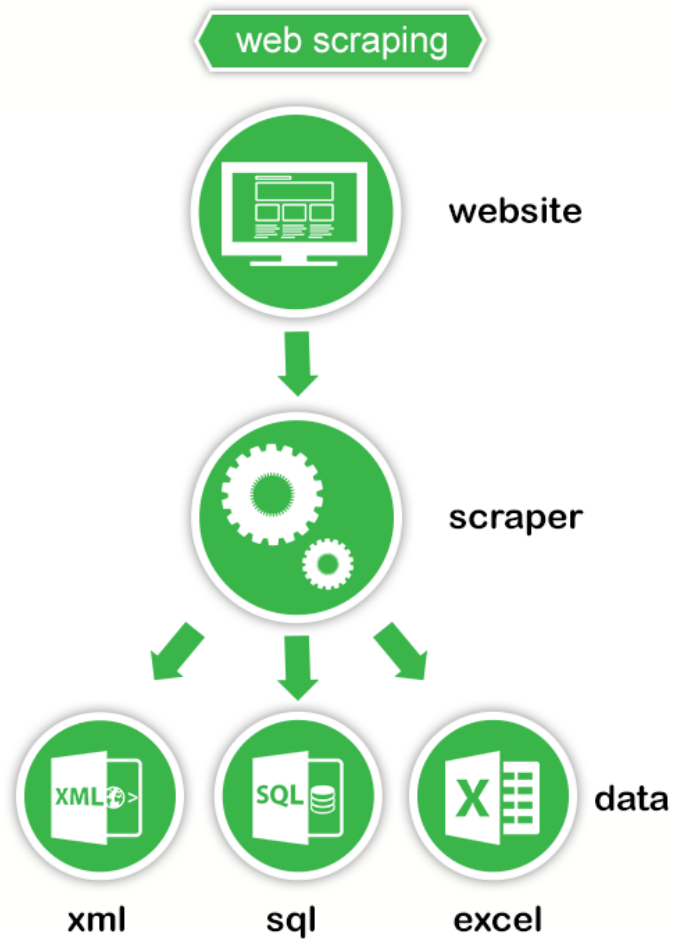 web scraping
website
scraper
XML
SQL
X
data
xml
sql
excel